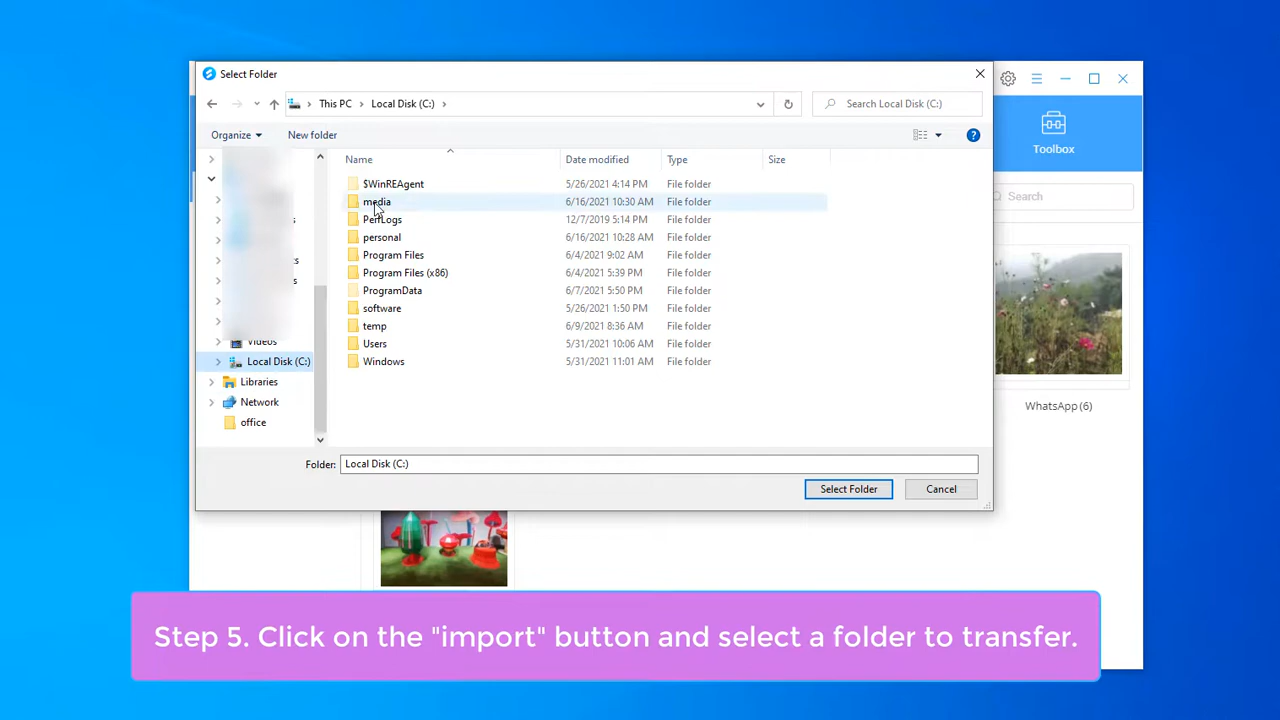 Select Folder
This PC
Local Disk (C:)
Search Local Disk (C:)
Organize
New folder
Toolbox
Name
Date modified
Type
Size
$WinREAgent
5/26/2021 4:14 PM
File folder
media
6/16/2021 10:30 AM
File folder
PerfLogs
12/7/2019 5:14 PM
File folder
personal
6/16/2021 10:28 AM
File folder
Program Files
6/4/2021 9:02 AM
File folder
Program Files (x86)
6/4/2021 5:39 PM
File folder
ProgramData
6/7/2021 5:50 PM
File folder
software
5/26/2021 1:50 PM
File folder
temp
6/9/2021 8:36 AM
File folder
Users
5/31/2021 10:06 AM
File folder
Windows
5/31/2021 11:01 AM
File folder
Videos
Local Disk (C:)
Libraries
Network
office
Search
WhatsApp (6)
Folder:
Local Disk (C:)
Select Folder
Cancel
Step 5. Click on the "import" button and select a folder to transfer.